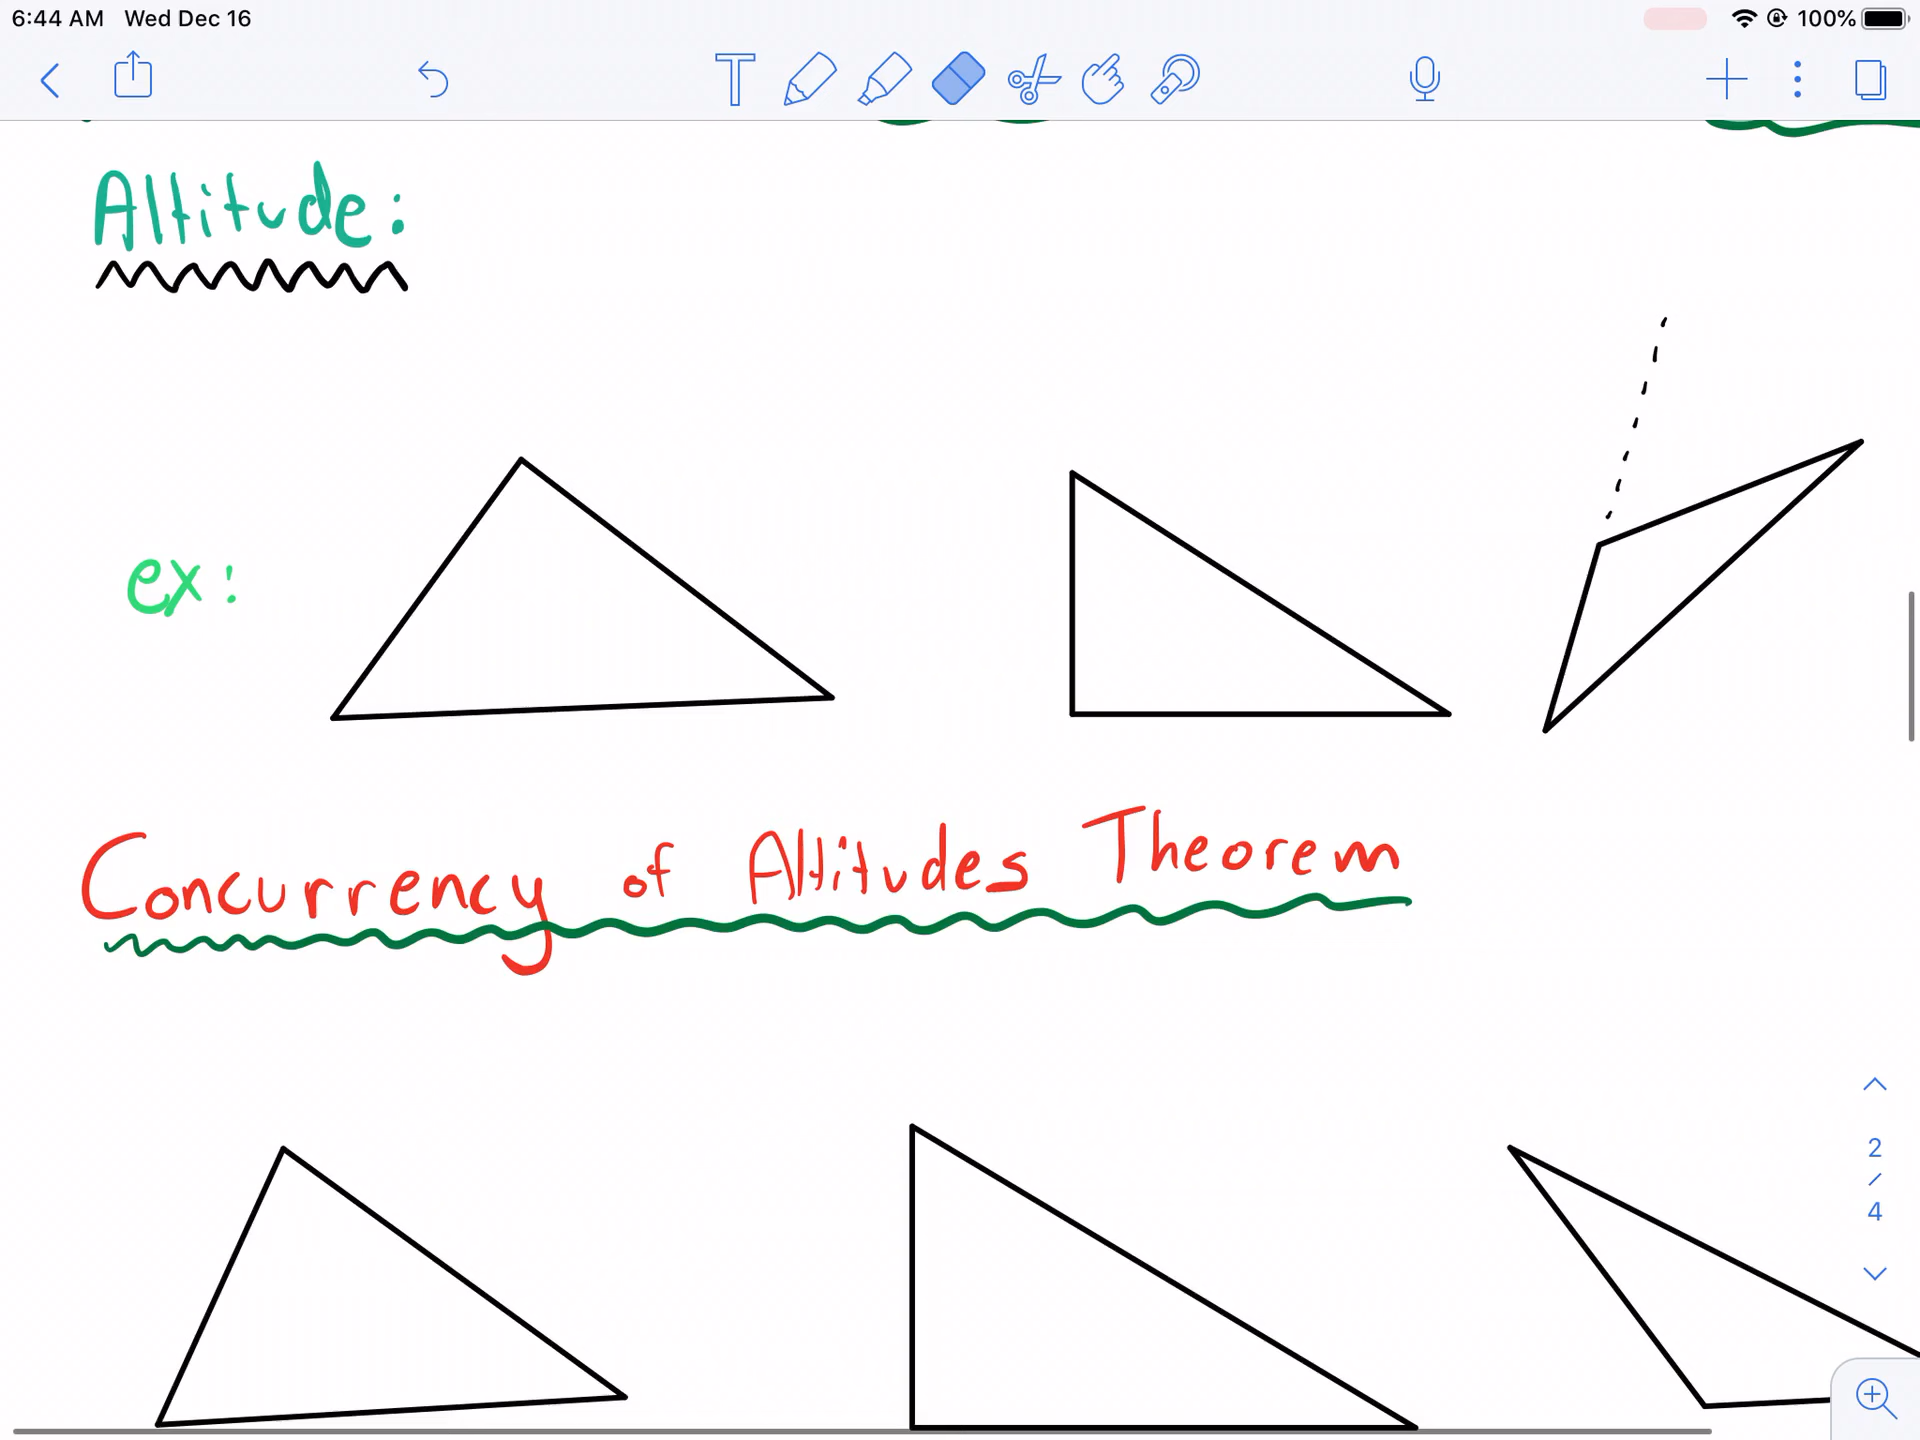 6:44 AM Wed Dec 16 100%
T
Altitude:
ex:
Concurrency of Altitudes Theorem
2
/
4